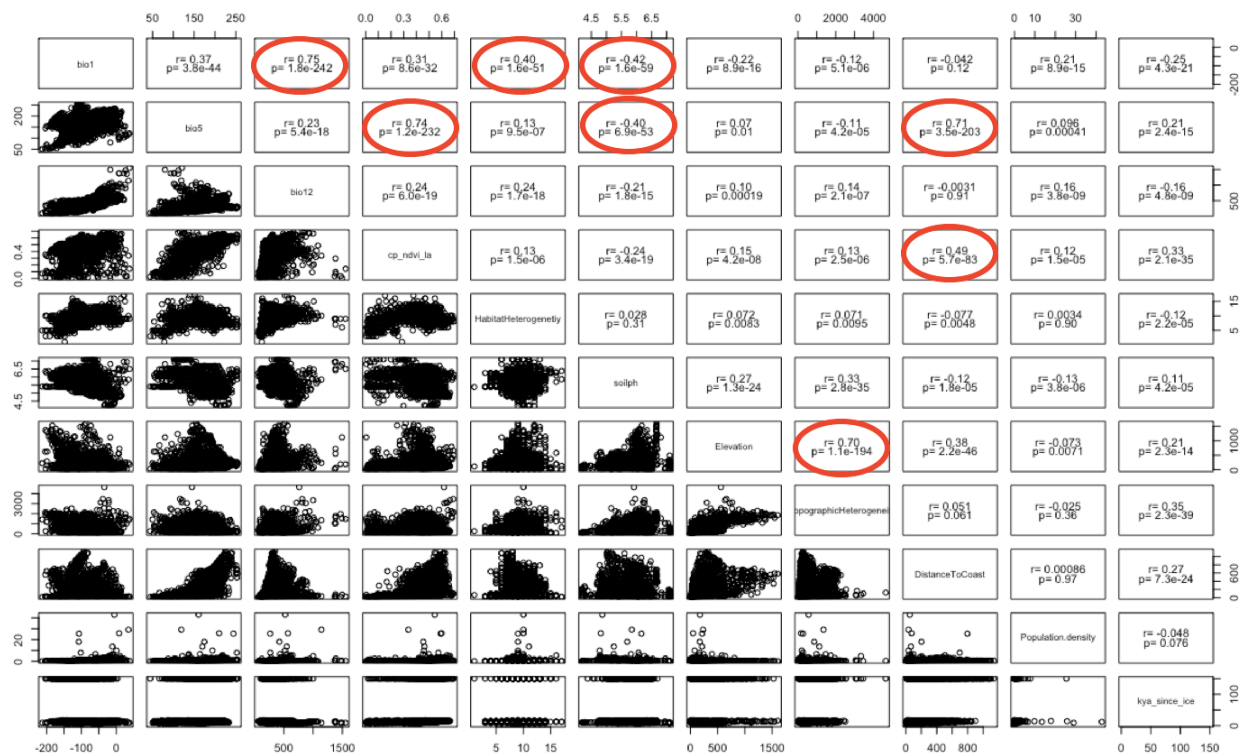 50 150 250 0.0 0.3 0.6 4.5 5.5 6.5 0 2000 4000 0 10 30
bio1
r= 0.37
p= 3.8e-44
r= 0.75
p= 1.8e-242
r= 0.31
p= 8.6e-32
r= 0.40
p= 1.6e-51
r= -0.42
p= 1.6e-59
r= -0.22
p= 8.9e-16
r= -0.12
p= 5.1e-06
r= -0.042
p= 0.12
r= 0.21
p= 8.9e-15
r= -0.25
p= 4.3e-21
-200 0
50 200
bio5
r= 0.23
p= 5.4e-18
r= 0.74
p= 1.2e-232
r= 0.13
p= 9.5e-07
r= -0.40
p= 6.9e-53
r= 0.07
p= 0.01
r= -0.11
p= 4.2e-05
r= 0.71
p= 3.5e-203
r= 0.096
p= 0.00041
r= 0.21
p= 2.4e-15
bio12
r= 0.24
p= 6.0e-19
r= 0.24
p= 1.7e-18
r= -0.21
p= 1.8e-15
r= 0.10
p= 0.00019
r= 0.14
p= 2.1e-07
r= -0.0031
p= 0.91
r= 0.16
p= 3.8e-09
r= -0.16
p= 4.8e-09
500
0.0 0.4
cp_ndvi_la
r= 0.13
p= 1.5e-06
r= -0.24
p= 3.4e-19
r= 0.15
p= 4.2e-08
r= 0.13
p= 2.5e-06
r= 0.49
p= 5.7e-83
r= 0.12
p= 1.5e-05
r= 0.33
p= 2.1e-35
HabitatHeterogenetiy
r= 0.028
p= 0.31
r= 0.072
p= 0.0083
r= 0.071
p= 0.0095
r= -0.077
p= 0.0048
r= 0.0034
p= 0.90
r= -0.12
p= 2.2e-05
5 15
4.5 6.5
soilph
r= 0.27
p= 1.3e-24
r= 0.33
p= 2.8e-35
r= -0.12
p= 1.8e-05
r= -0.13
p= 3.8e-06
r= 0.11
p= 4.2e-05
Elevation
r= 0.70
p= 1.1e-194
r= 0.38
p= 2.2e-46
r= -0.073
p= 0.0071
r= 0.21
p= 2.3e-14
0 1000
0 3000
opographicHeterogenei
r= 0.051
p= 0.061
r= -0.025
p= 0.36
r= 0.35
p= 2.3e-39
DistanceToCoast
r= 0.00086
p= 0.97
r= 0.27
p= 7.3e-24
0 600
0 20
Population.density
r= -0.048
p= 0.076
kya_since_ice
0 100
-200 -100 0 500 1500 5 10 15 0 500 1500 0 400 800 0 50 100 150